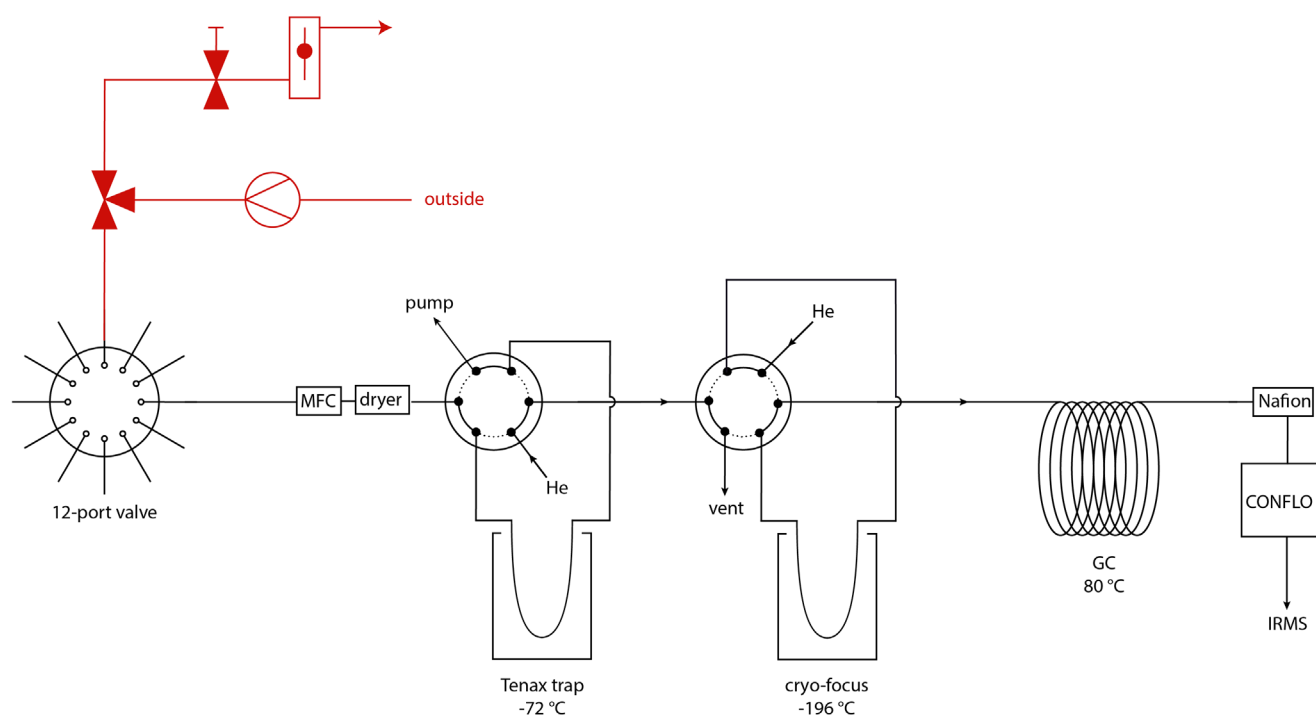 outside
pump
He
12-port valve
MFC
dryer
He
vent
Nafion
CONFLO
IRMS
GC
80 °C
Tenax trap
-72 °C
cryo-focus
-196 °C